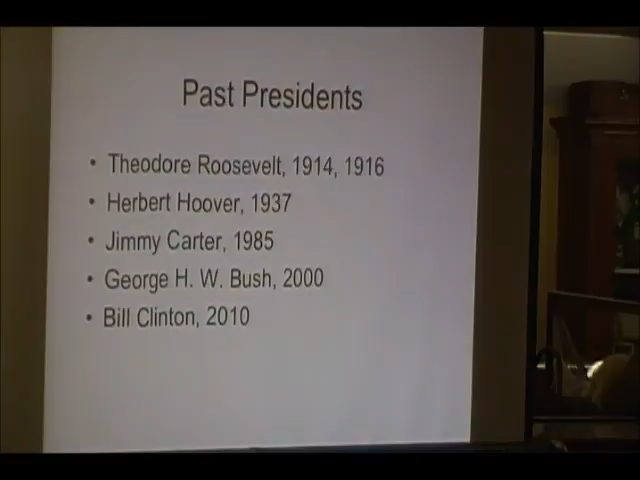 Past Presidents
• Theodore Roosevelt, 1914, 1916
• Herbert Hoover, 1937
• Jimmy Carter, 1985
• George H. W. Bush, 2000
• Bill Clinton, 2010